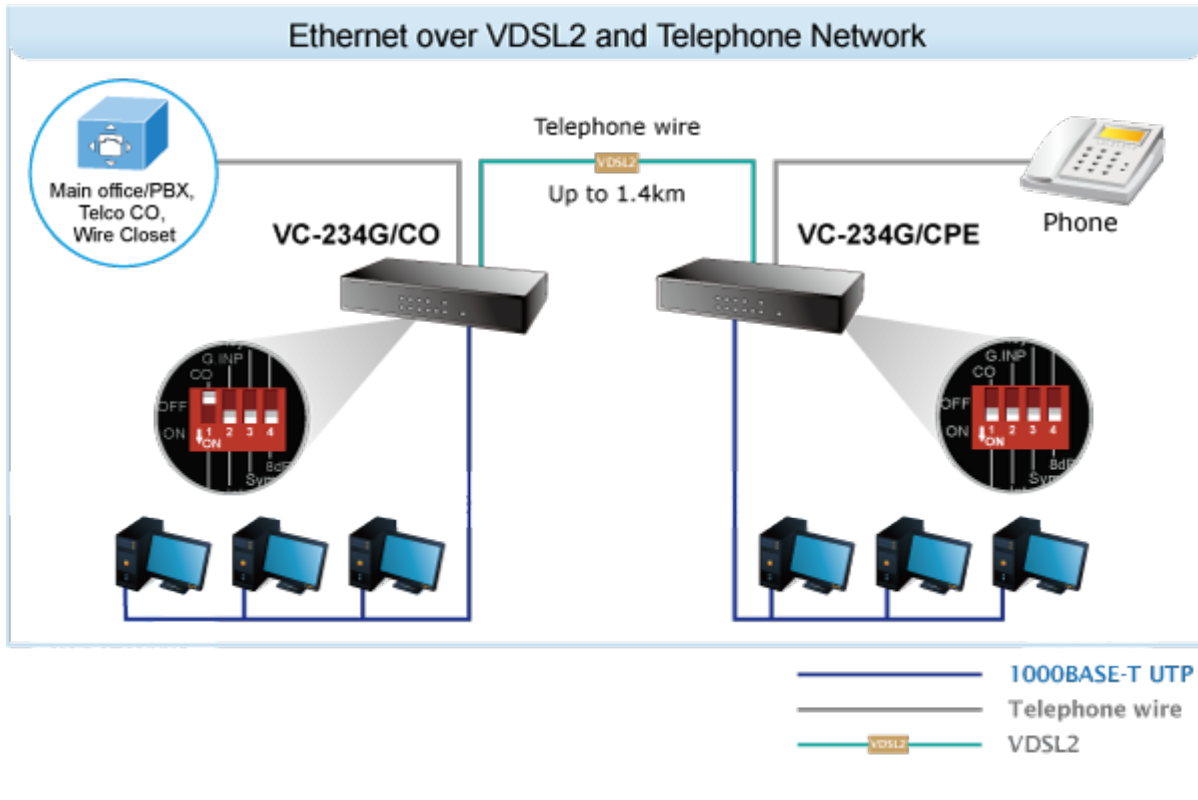 Ethernet over VDSL2 and Telephone Network
Main office/PBX,
Telco CO,
Wire Closet
Telephone wire
VDSL2
Up to 1.4km
Phone
VC-234G/CO
VC-234G/CPE
G.INP
CO
OFF
ON
1 2 3 4
ON
G.INP
CO
OFF
ON
1 2 3 4
ON
1000BASE-T UTP
Telephone wire
VDSL2
VDSL2